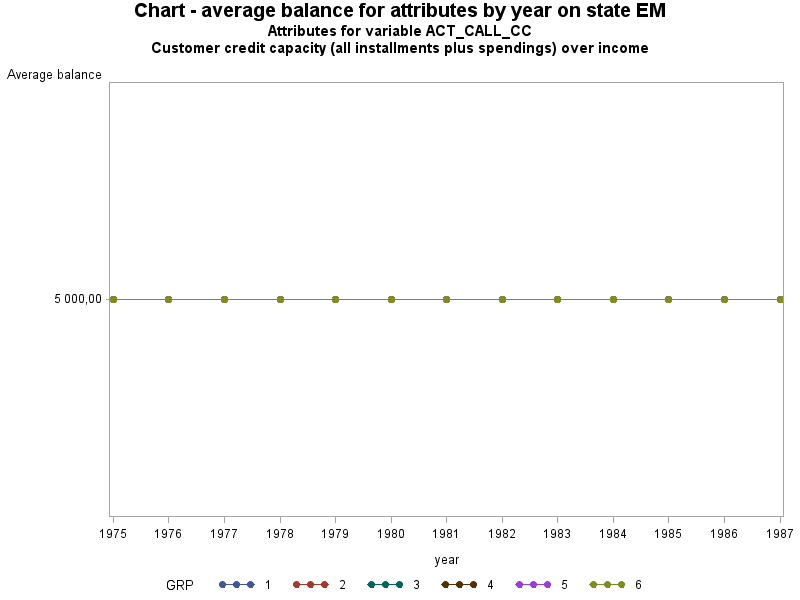 Chart - average balance for attributes by year on state EM
Attributes for variable ACT_CALL_CC
Customer credit capacity (all installments plus spendings) over income
Average balance
5 000,00
1975 1976 1977 1978 1979 1980 1981 1982 1983 1984 1985 1986 1987
year
GRP 1 2 3 4 5 6